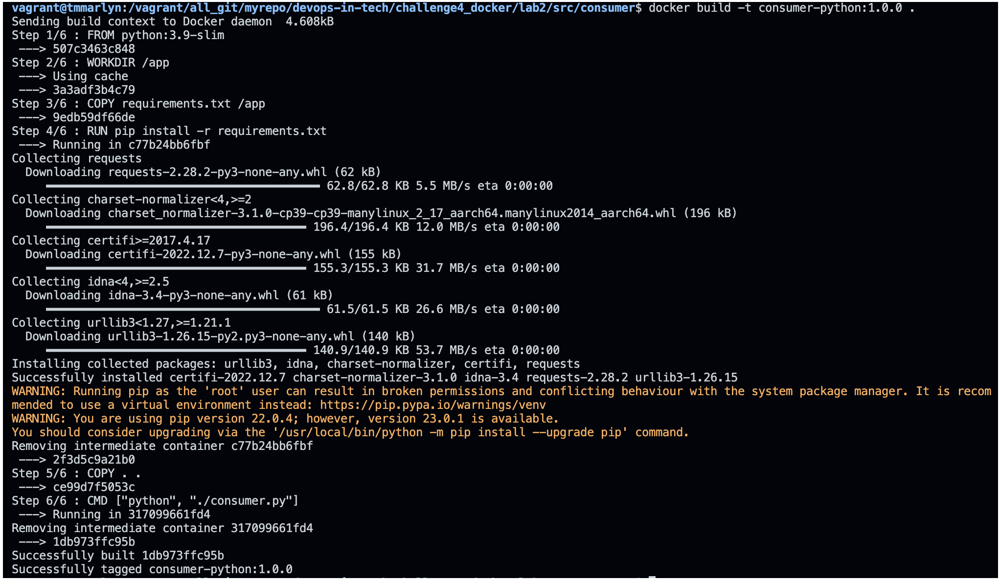 vagrant@tmmarlyn:/vagrant/all_git/myrepo/devops-in-tech/challenge4_docker/lab2/src/consumer$ docker build -t consumer-python:1.0.0 .
Sending build context to Docker daemon  4.608kB
Step 1/6 : FROM python:3.9-slim
 ---> 507c3463c848
Step 2/6 : WORKDIR /app
 ---> Using cache
 ---> 3a3adf3b4c79
Step 3/6 : COPY requirements.txt /app
 ---> 9edb59df66de
Step 4/6 : RUN pip install -r requirements.txt
 ---> Running in c77b24bb6fbf
Collecting requests
  Downloading requests-2.28.2-py3-none-any.whl (62 kB)
     62.8/62.8 KB 5.5 MB/s eta 0:00:00
Collecting charset-normalizer<4,>=2
  Downloading charset_normalizer-3.1.0-cp39-cp39-manylinux_2_17_aarch64.manylinux2014_aarch64.whl (196 kB)
     196.4/196.4 KB 12.0 MB/s eta 0:00:00
Collecting certifi>=2017.4.17
  Downloading certifi-2022.12.7-py3-none-any.whl (155 kB)
     155.3/155.3 KB 31.7 MB/s eta 0:00:00
Collecting idna<4,>=2.5
  Downloading idna-3.4-py3-none-any.whl (61 kB)
     61.5/61.5 KB 26.6 MB/s eta 0:00:00
Collecting urllib3<1.27,>=1.21.1
  Downloading urllib3-1.26.15-py2.py3-none-any.whl (140 kB)
     140.9/140.9 KB 53.7 MB/s eta 0:00:00
Installing collected packages: urllib3, idna, charset-normalizer, certifi, requests
Successfully installed certifi-2022.12.7 charset-normalizer-3.1.0 idna-3.4 requests-2.28.2 urllib3-1.26.15
WARNING: Running pip as the 'root' user can result in broken permissions and conflicting behaviour with the system package manager. It is recom
mended to use a virtual environment instead: https://pip.pypa.io/warnings/venv
WARNING: You are using pip version 22.0.4; however, version 23.0.1 is available.
You should consider upgrading via the '/usr/local/bin/python -m pip install --upgrade pip' command.
Removing intermediate container c77b24bb6fbf
 ---> 2f3d5c9a21b0
Step 5/6 : COPY . .
 ---> ce99d7f5053c
Step 6/6 : CMD ["python", "./consumer.py"]
 ---> Running in 317099661fd4
Removing intermediate container 317099661fd4
 ---> 1db973ffc95b
Successfully built 1db973ffc95b
Successfully tagged consumer-python:1.0.0